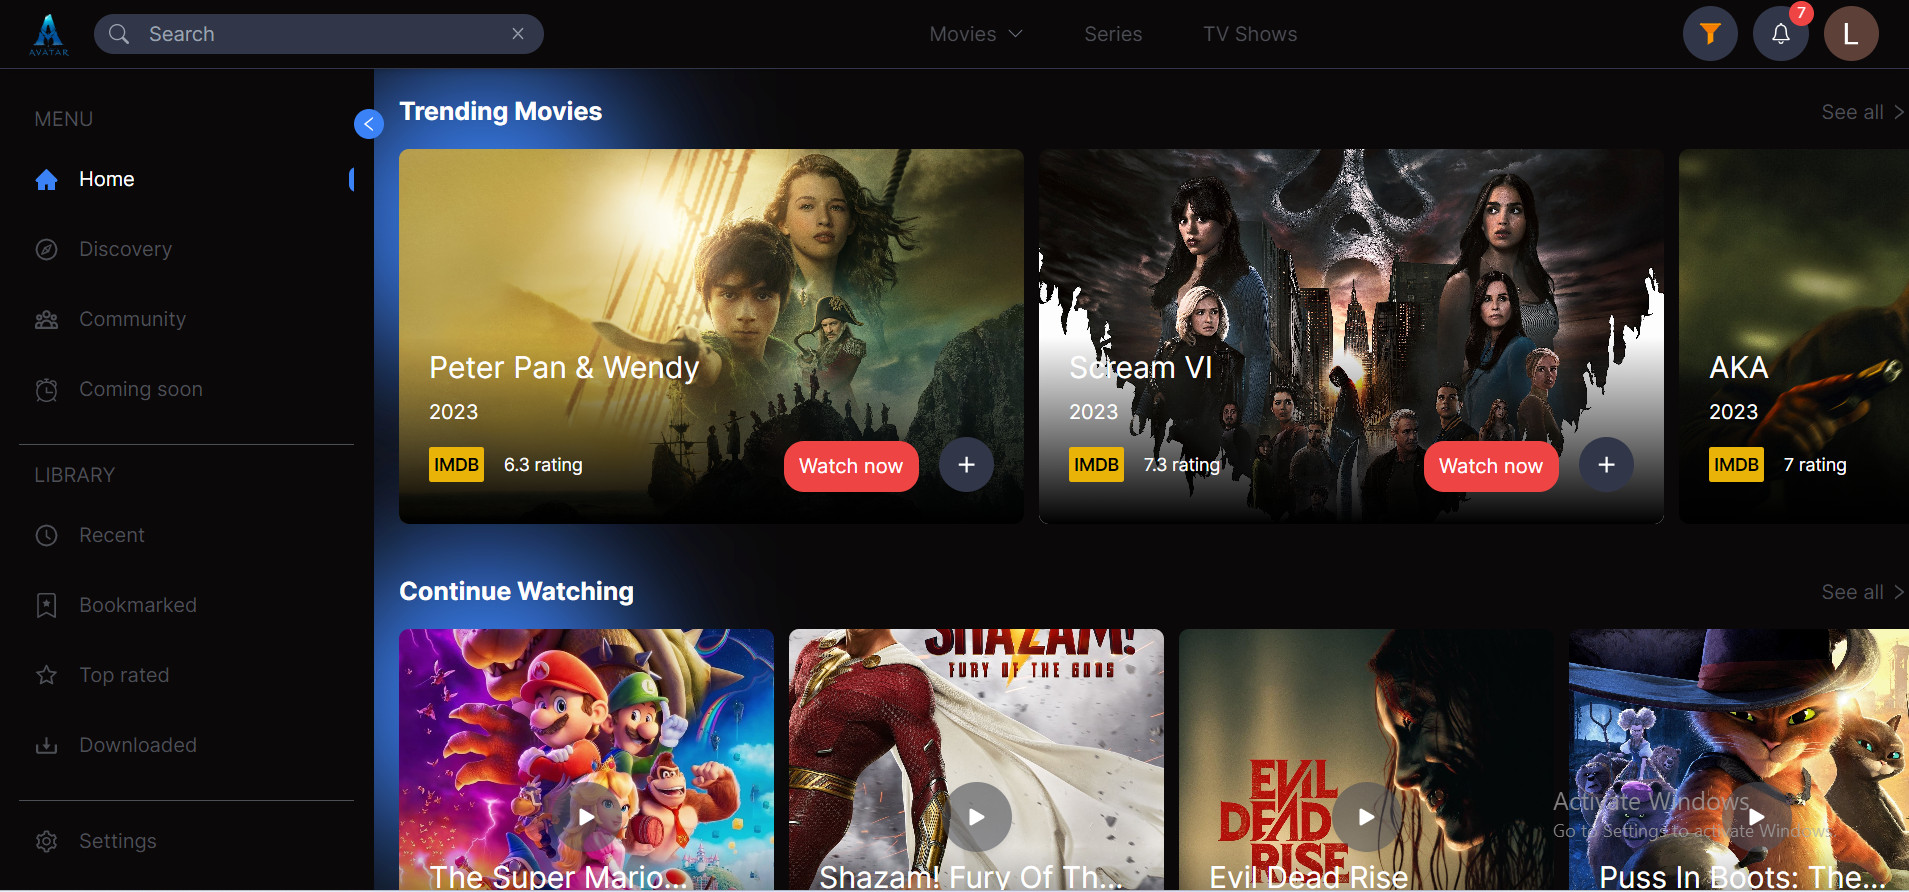 AVATAR
Search
Movies
Series
TV Shows
7
L
MENU
Home
Discovery
Community
Coming soon
LIBRARY
Recent
Bookmarked
Top rated
Downloaded
Settings
Trending Movies
See all
Peter Pan & Wendy
2023
IMDB 6.3 rating
Watch now
Scream VI
2023
IMDB 7.3 rating
Watch now
AKA
2023
IMDB 7 rating
Continue Watching
See all
The Super Mario...
SHAZAM!
FURY OF THE GODS
Shazam! Fury Of Th...
EVIL
DEAD
RISE
Evil Dead Rise
Puss In Boots: The...
Activate Windows
Go to Settings to activate Windows.